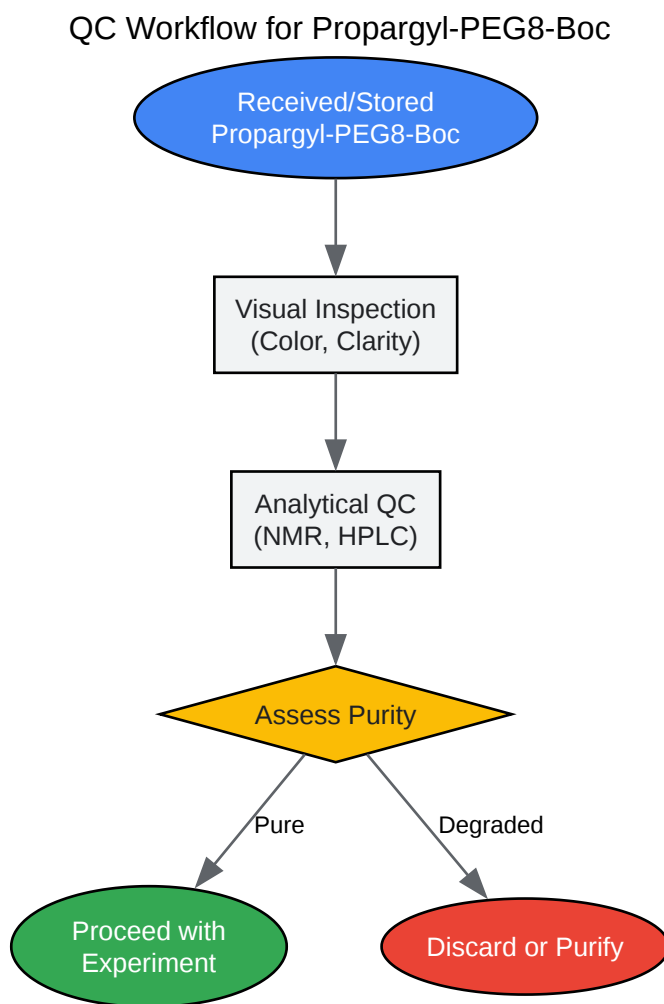 QC Workflow for Propargyl-PEG8-Boc
Received/Stored
Propargyl-PEG8-Boc
Visual Inspection
(Color, Clarity)
Analytical QC
(NMR, HPLC)
Assess Purity
Pure
Degraded
Proceed with
Experiment
Discard or Purify